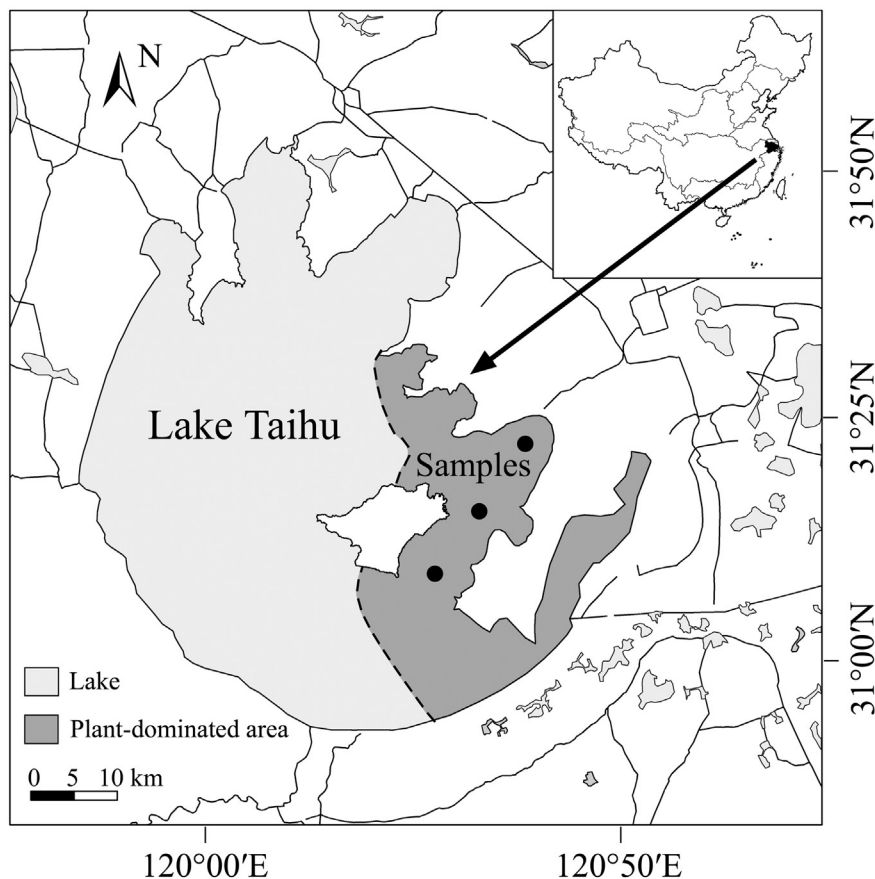 N
31°50′N
31°25′N
31°00′N
Lake Taihu
Samples
Lake
Plant-dominated area
0 5 10 km
120°00′E
120°50′E